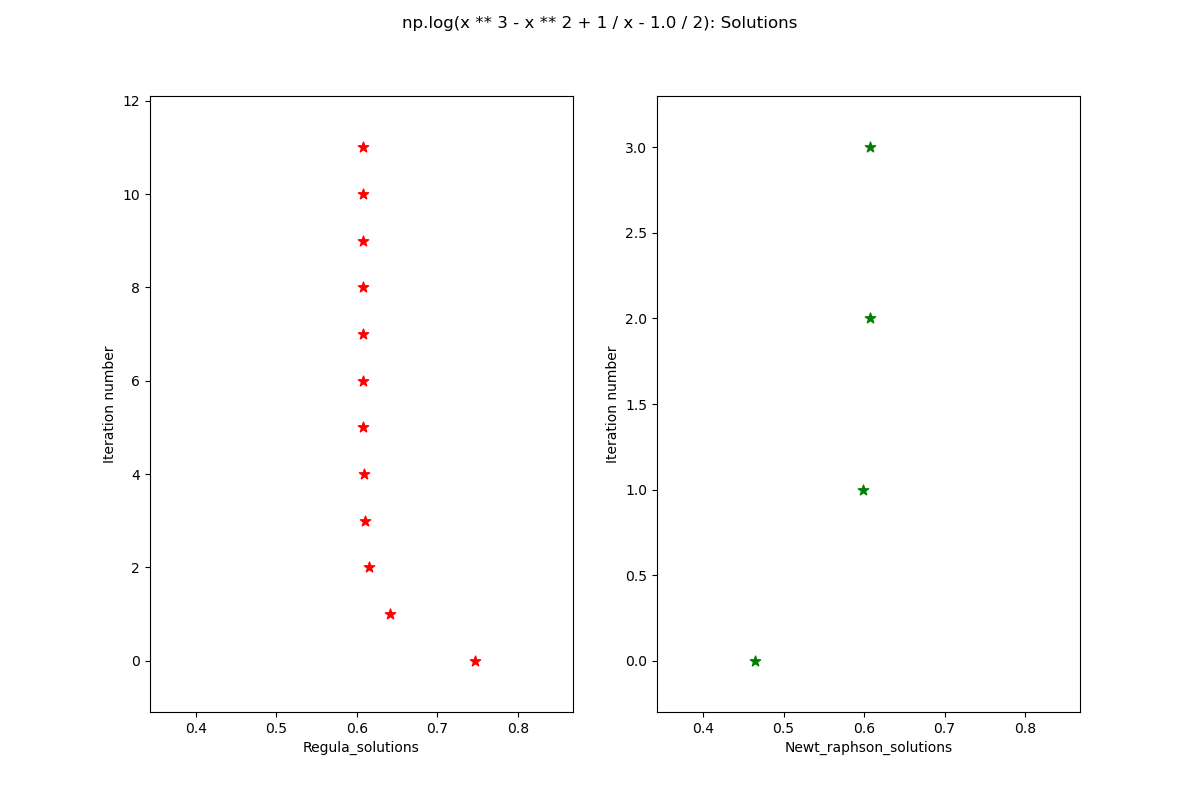 np.log(x ** 3 - x ** 2 + 1 / x - 1.0 / 2): Solutions
Iteration number
12
10
8
6
4
2
0
0.4 0.5 0.6 0.7 0.8
Regula_solutions
Iteration number
3.0
2.5
2.0
1.5
1.0
0.5
0.0
0.4 0.5 0.6 0.7 0.8
Newt_raphson_solutions